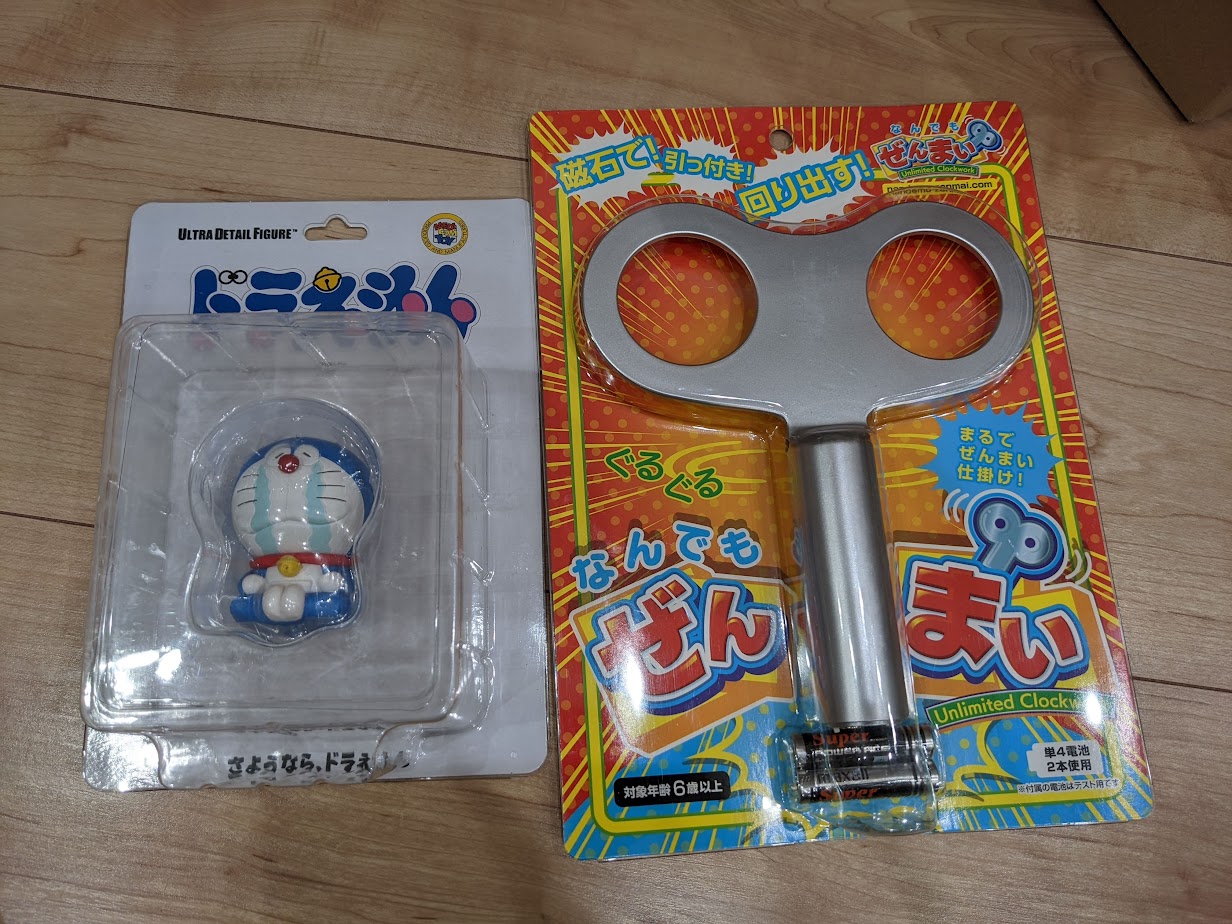 ULTRA DETAIL FIGURE™
ドラえもん
さようなら、ドラえもん
磁石で!
引っ付き!
回り出す!
なんでも
ぜんまい
Unlimited Clockwork
まるで
ぜんまい
仕掛け!
ぐるぐる
なんでも
ぜんまい
Unlimited Clockwork
Super
maxell
Super
対象年齢6歳以上
単4電池
2本使用
※付属の電池はテスト用です